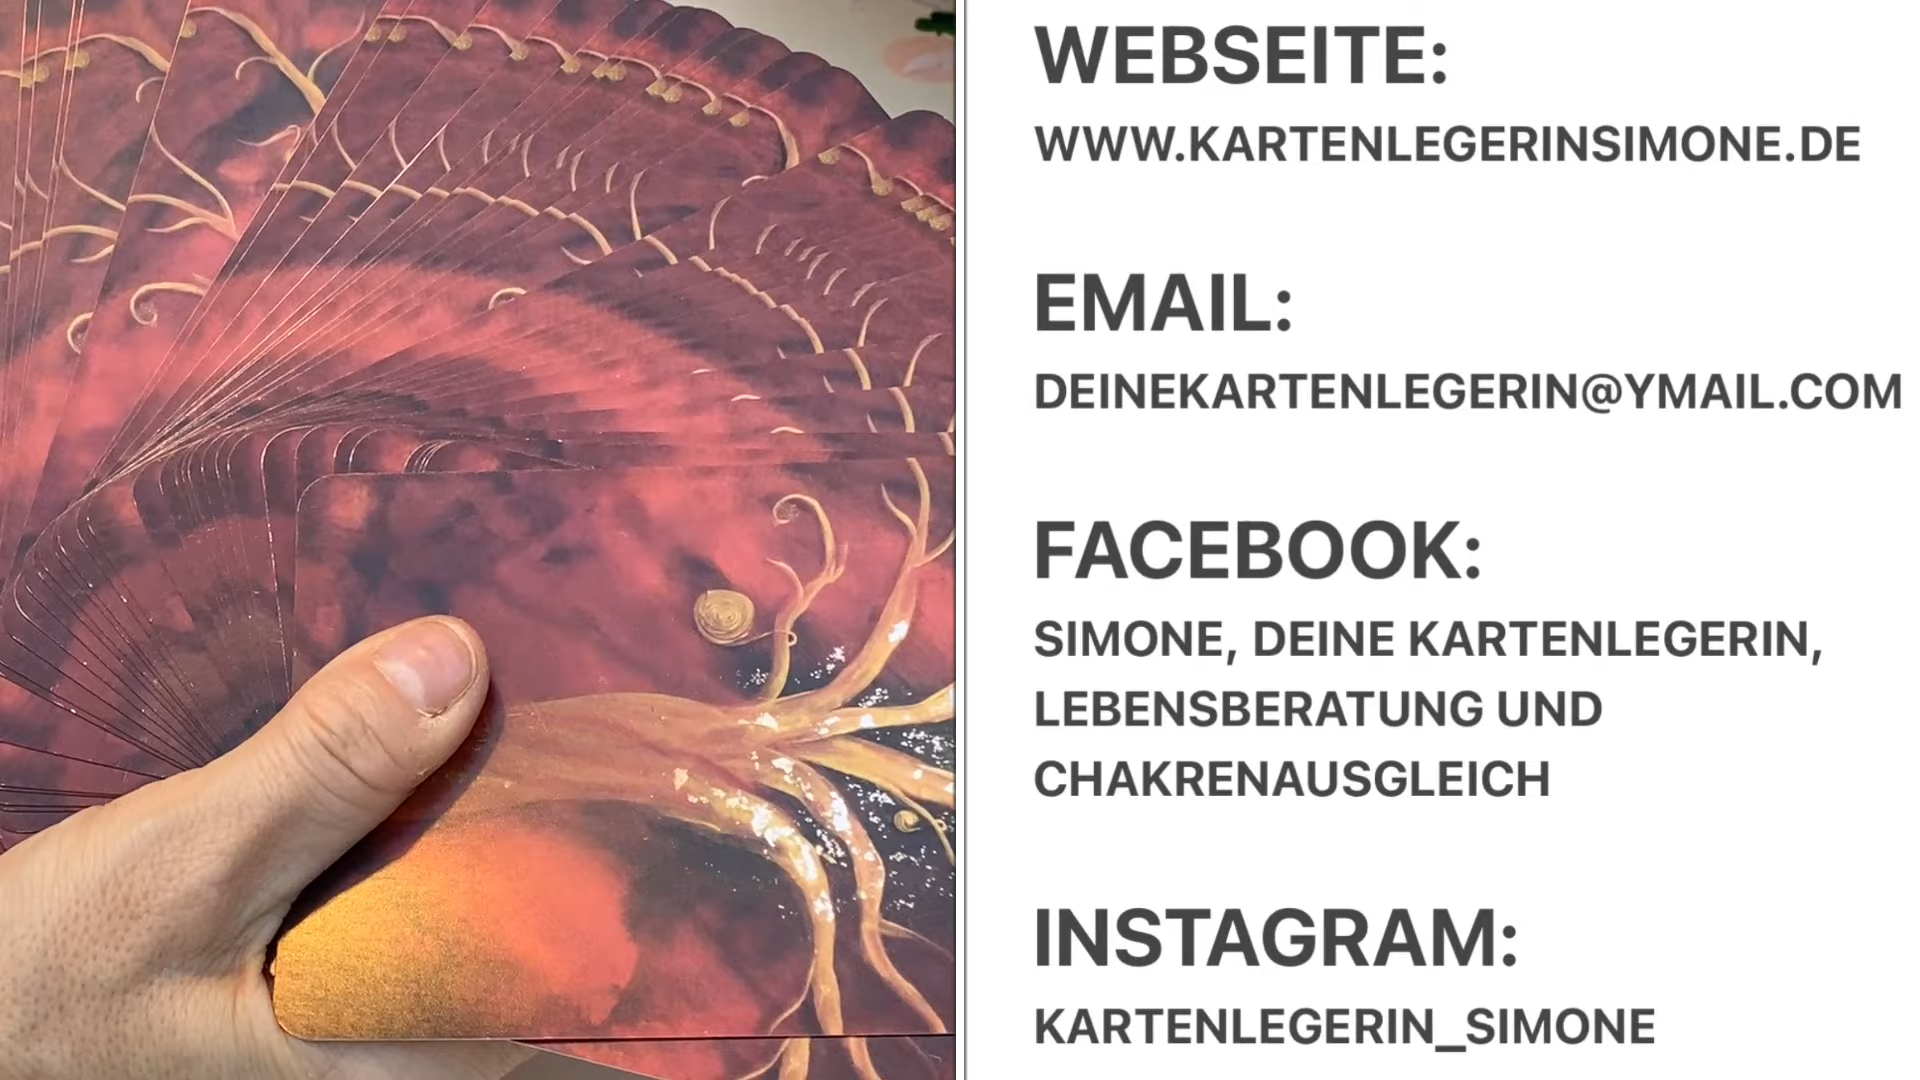 WEBSEITE:
WWW.KARTENLEGERINSIMONE.DE
EMAIL:
DEINEKARTENLEGERIN@YMAIL.COM
FACEBOOK:
SIMONE, DEINE KARTENLEGERIN,
LEBENSBERATUNG UND
CHAKRENAUSGLEICH
INSTAGRAM:
KARTENLEGERIN_SIMONE